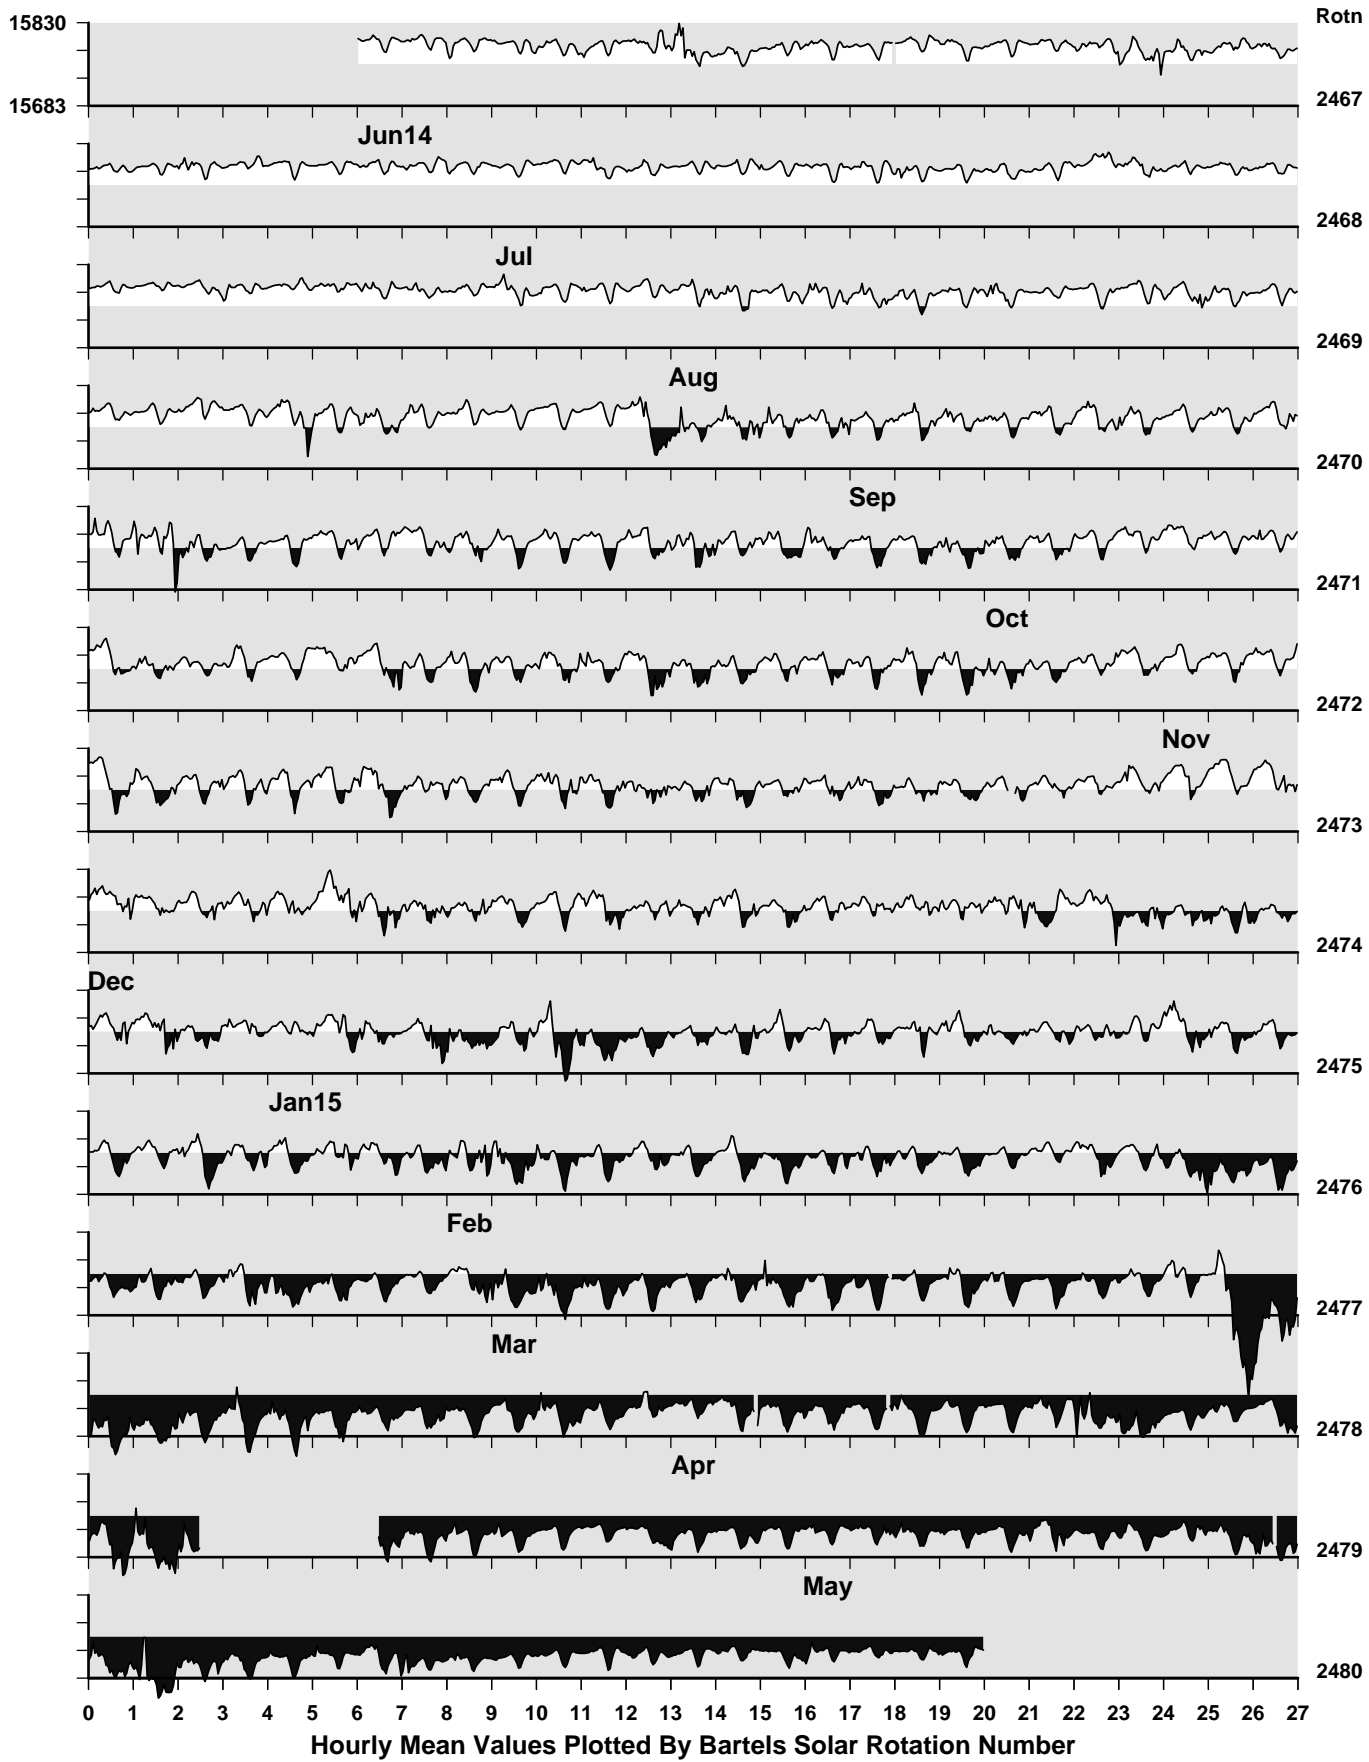 Rotn
15830
15683
2467
Jun14
2468
Jul
2469
Aug
2470
Sep
2471
Oct
2472
Nov
2473
2474
Dec
2475
Jan15
2476
Feb
2477
Mar
2478
Apr
2479
May
2480
0 1 2 3 4 5 6 7 8 9 10 11 12 13 14 15 16 17 18 19 20 21 22 23 24 25 26 27
Hourly Mean Values Plotted By Bartels Solar Rotation Number